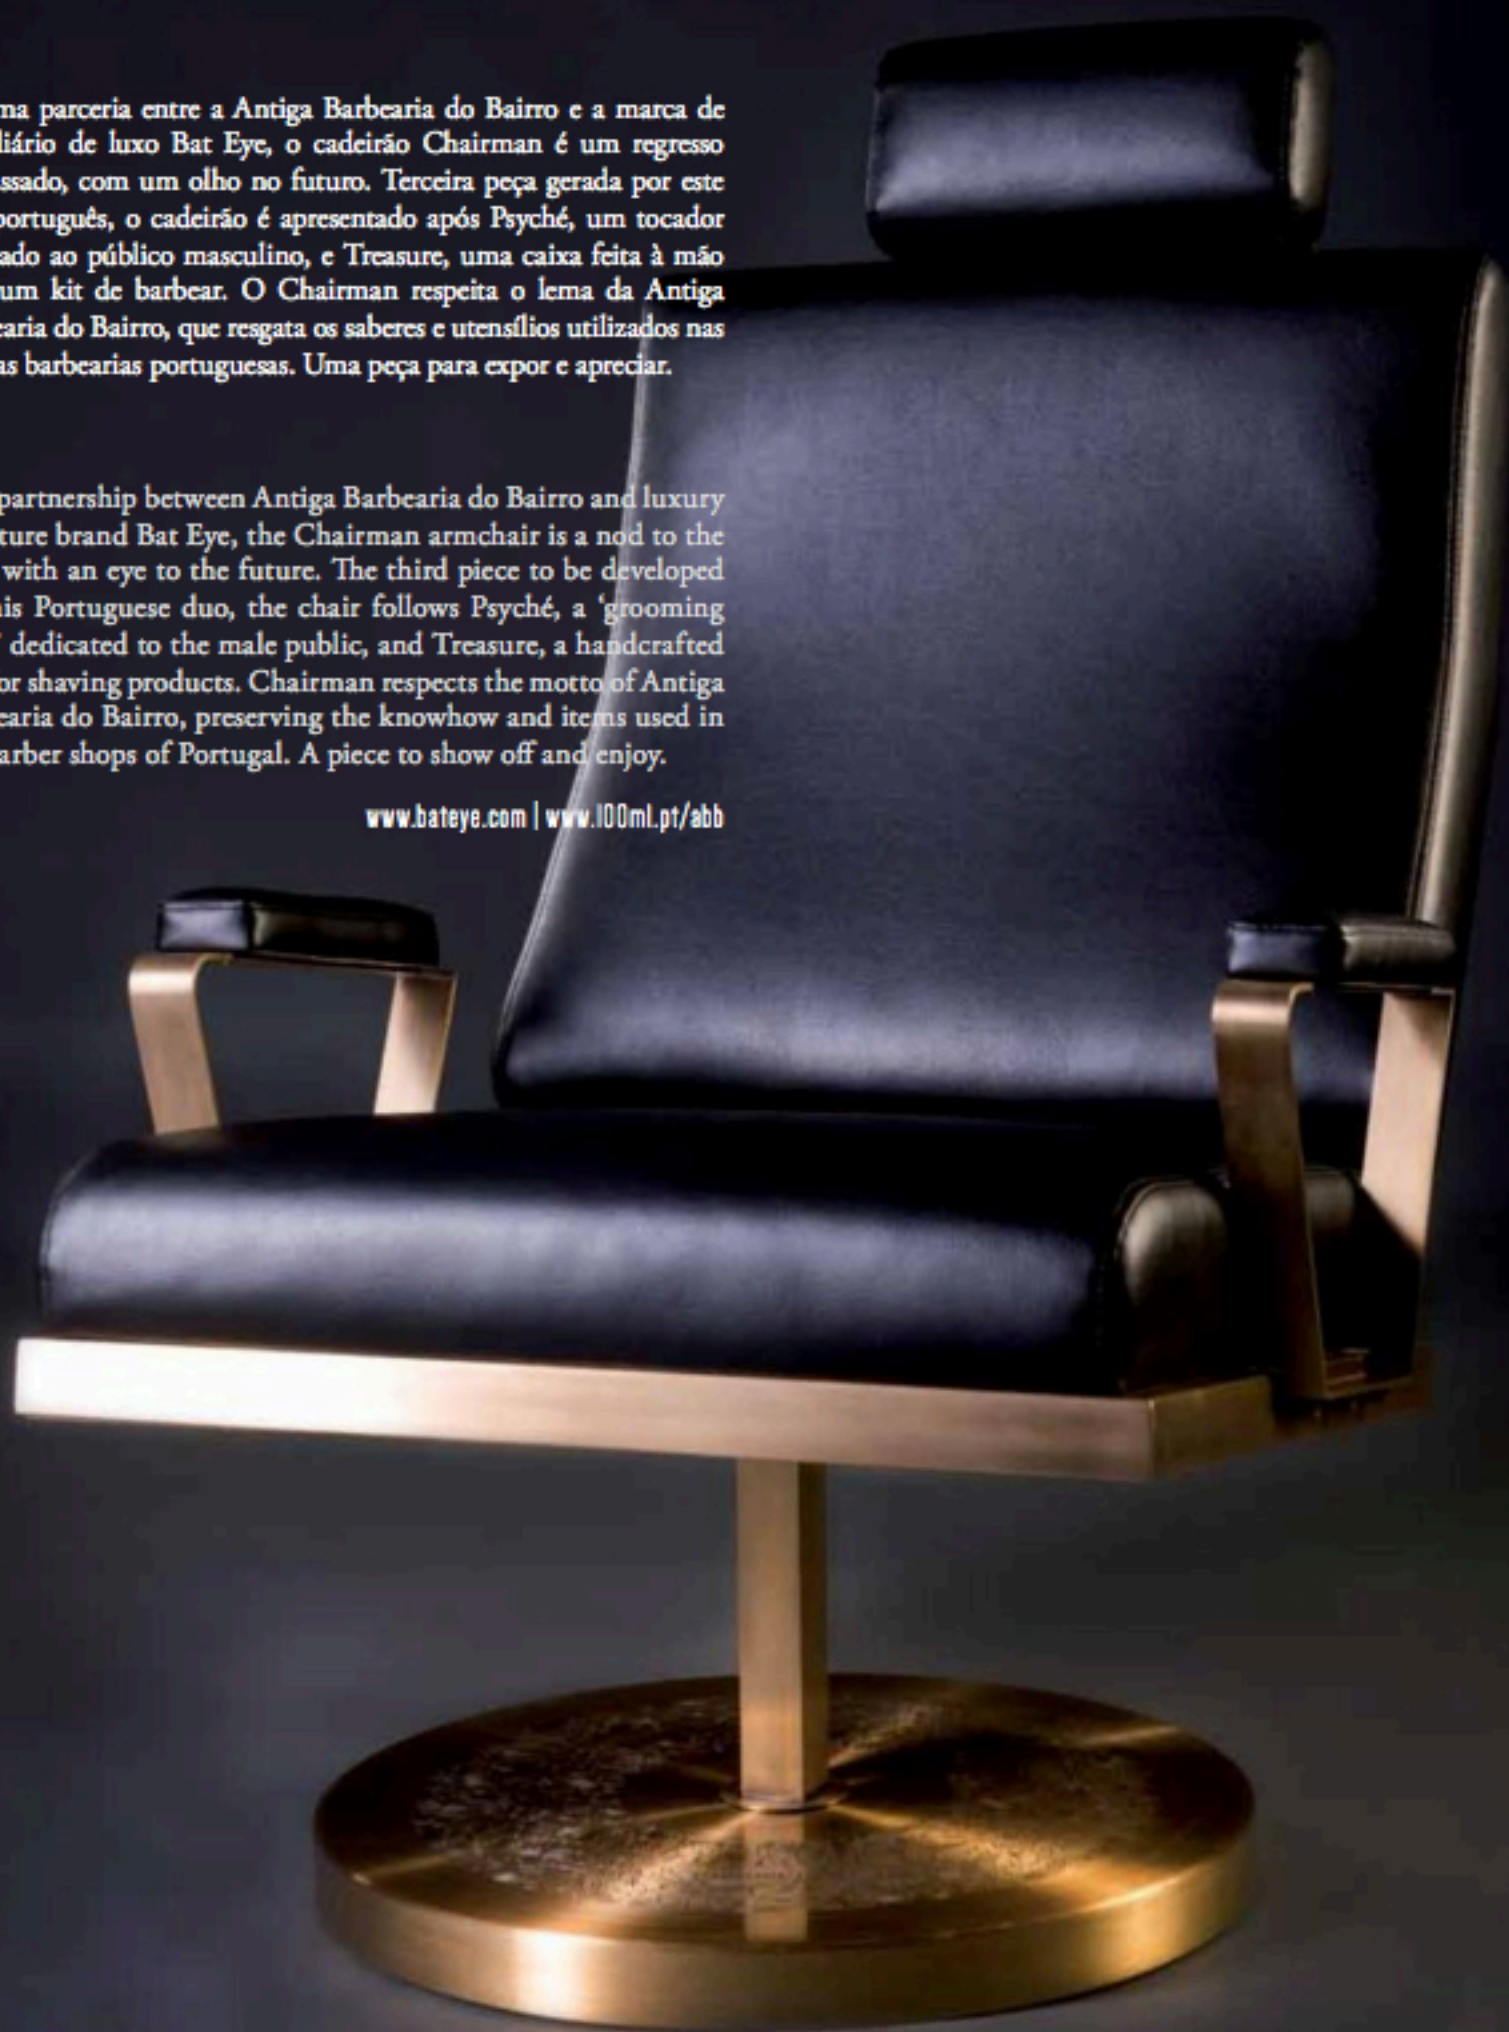 ma parceria entre a Antiga Barbearia do Bairro e a marca de
liário de luxo Bat Eye, o cadeirão Chairman é um regresso
ssado, com um olho no futuro. Terceira peça gerada por este
português, o cadeirão é apresentado após Psyché, um tocador
ado ao público masculino, e Treasure, uma caixa feita à mão
um kit de barbear. O Chairman respeita o lema da Antiga
earia do Bairro, que resgata os saberes e utensílios utilizados nas
as barbearias portuguesas. Uma peça para expor e apreciar.
partnership between Antiga Barbearia do Bairro and luxury
ture brand Bat Eye, the Chairman armchair is a nod to the
with an eye to the future. The third piece to be developed
his Portuguese duo, the chair follows Psyché, a ‘grooming
’ dedicated to the male public, and Treasure, a handcrafted
or shaving products. Chairman respects the motto of Antiga
earia do Bairro, preserving the knowhow and items used in
arber shops of Portugal. A piece to show off and enjoy.
www.bateye.com | www.100ml.pt/abb